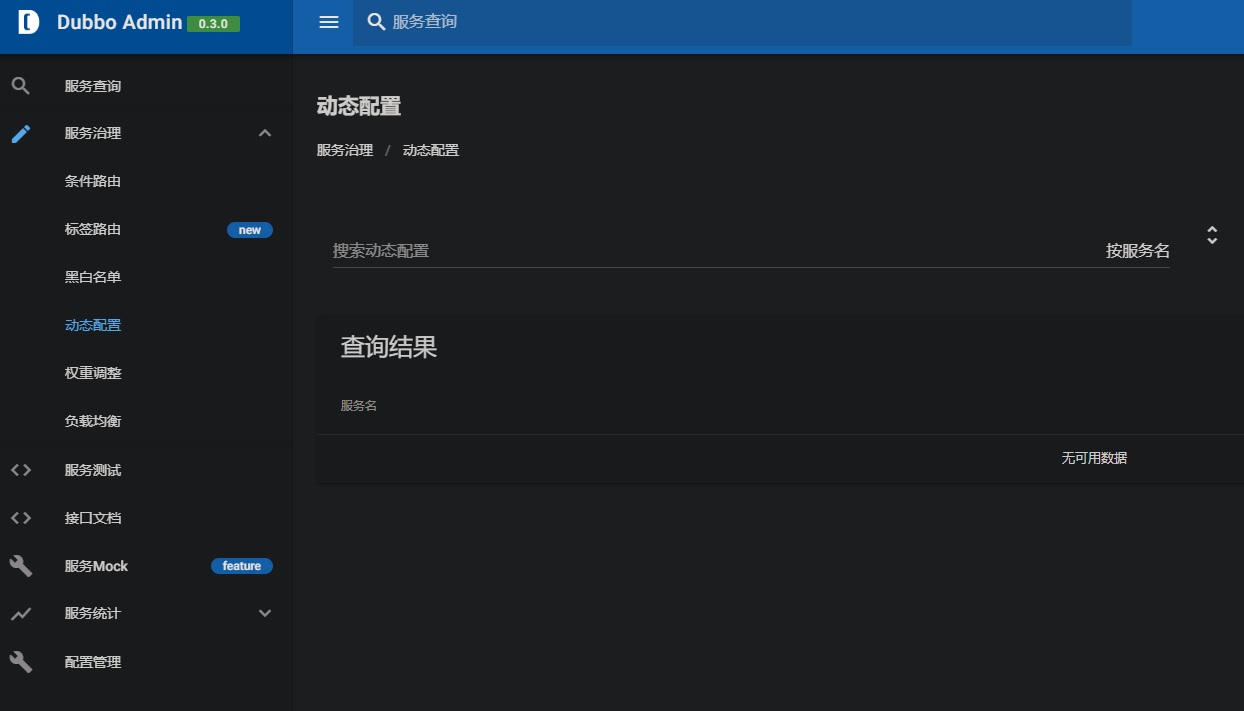 Dubbo Admin 0.3.0
服务查询
服务查询
服务治理
条件路由
标签路由 new
黑白名单
动态配置
权重调整
负载均衡
服务测试
接口文档
服务Mock feature
服务统计
配置管理
动态配置
服务治理 / 动态配置
搜索动态配置 按服务名
查询结果
服务名
无可用数据